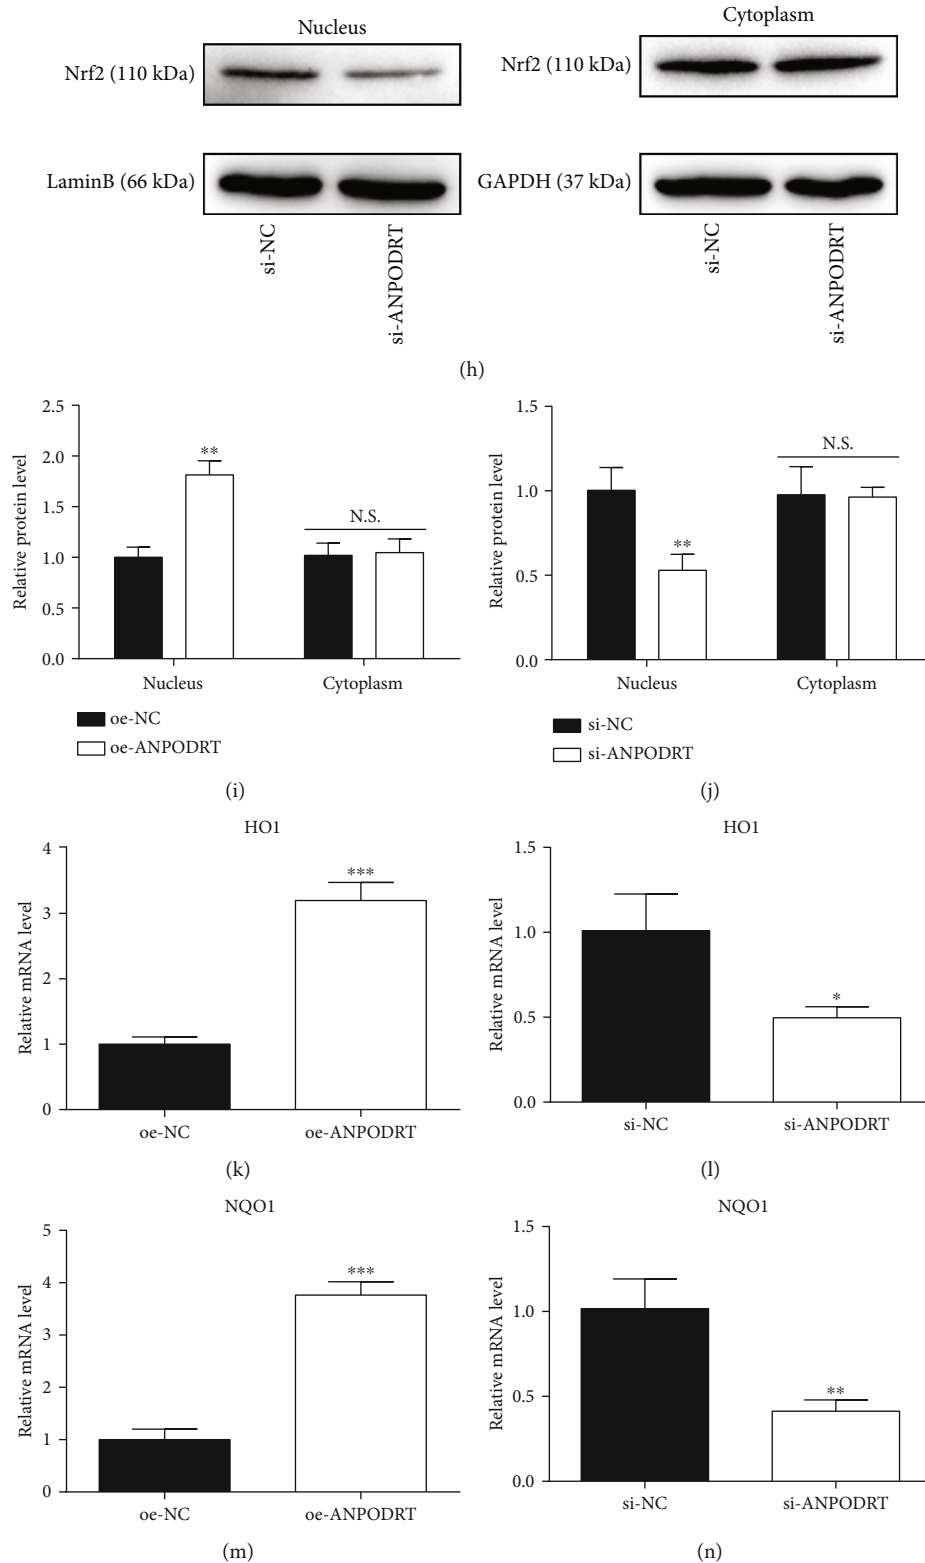 Nucleus
Cytoplasm
Nrf2 (110 kDa)
Nrf2 (110 kDa)
LaminB (66 kDa)
GAPDH (37 kDa)
si-NC
si-ANPODRT
si-NC
si-ANPODRT
(h)
Relative protein level
2.5
2.0
1.5
1.0
0.5
0.0
**
N.S.
Nucleus
Cytoplasm
oe-NC
oe-ANPODRT
(i)
Relative protein level
1.5
1.0
0.5
0.0
**
N.S.
Nucleus
Cytoplasm
si-NC
si-ANPODRT
(j)
HO1
Relative mRNA level
4
3
2
1
0
***
oe-NC
oe-ANPODRT
(k)
HO1
Relative mRNA level
1.5
1.0
0.5
0.0
*
si-NC
si-ANPODRT
(l)
NQO1
Relative mRNA level
5
4
3
2
1
0
***
oe-NC
oe-ANPODRT
(m)
NQO1
Relative mRNA level
1.5
1.0
0.5
0.0
**
si-NC
si-ANPODRT
(n)